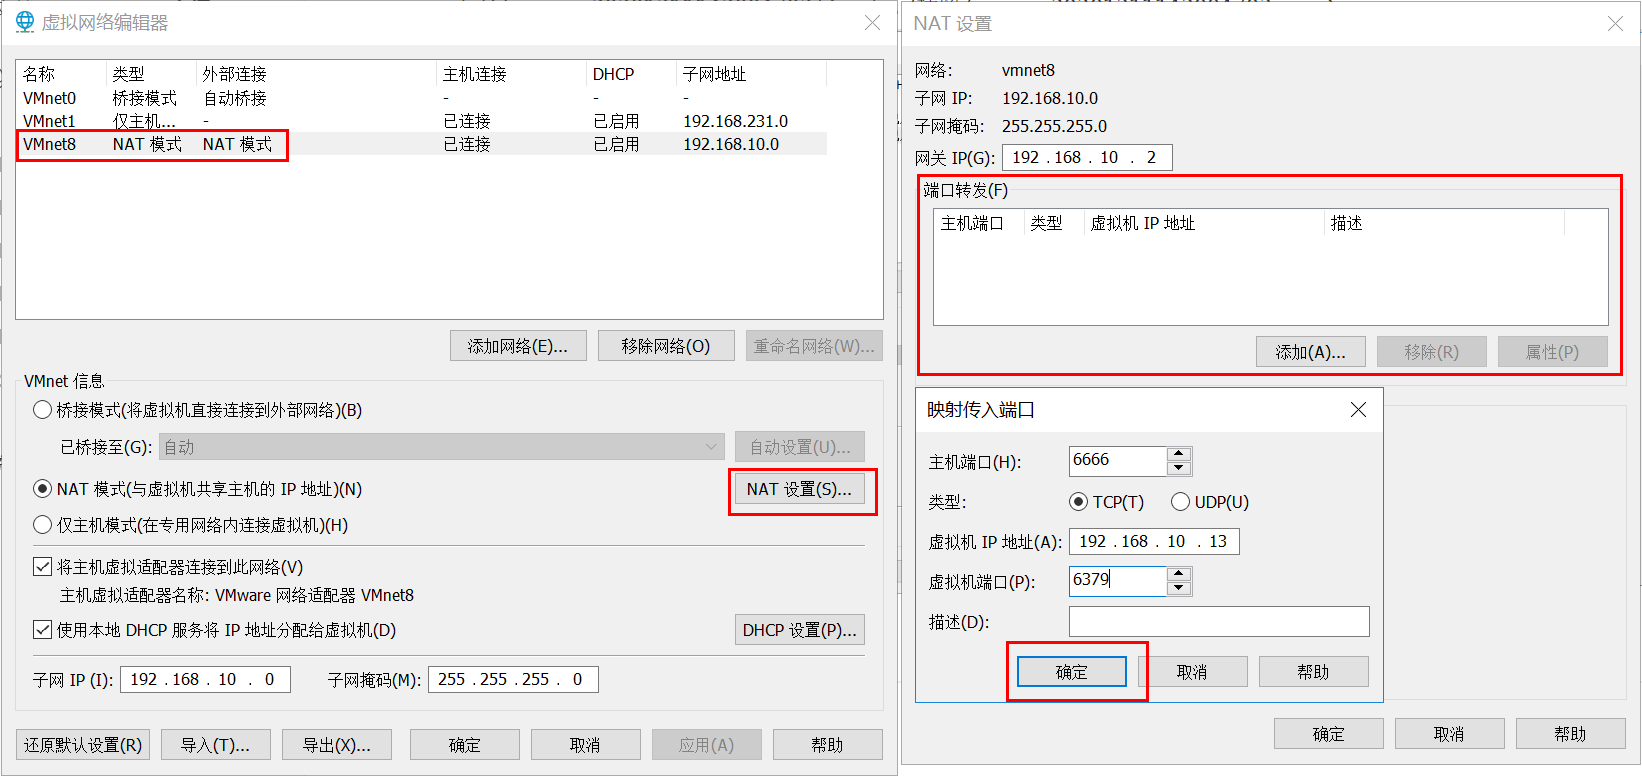 虚拟网络编辑器
名称 类型 外部连接 主机连接 DHCP 子网地址
VMnet0 桥接模式 自动桥接 - - -
VMnet1 仅主机... - 已连接 已启用 192.168.231.0
VMnet8 NAT 模式 NAT 模式 已连接 已启用 192.168.10.0
添加网络(E)... 移除网络(O) 重命名网络(W)...
VMnet 信息
桥接模式(将虚拟机直接连接到外部网络)(B)
已桥接至(G): 自动 自动设置(U)...
NAT 模式(与虚拟机共享主机的 IP 地址)(N) NAT 设置(S)...
仅主机模式(在专用网络内连接虚拟机)(H)
将主机虚拟适配器连接到此网络(V)
主机虚拟适配器名称: VMware 网络适配器 VMnet8
使用本地 DHCP 服务将 IP 地址分配给虚拟机(D) DHCP 设置(P)...
子网 IP (I): 192 . 168 . 10 . 0 子网掩码(M): 255 . 255 . 255 . 0
还原默认设置(R) 导入(T)... 导出(X)... 确定 取消 应用(A) 帮助
NAT 设置
网络: vmnet8
子网 IP: 192.168.10.0
子网掩码: 255.255.255.0
网关 IP(G): 192 . 168 . 10 . 2
端口转发(F)
主机端口 类型 虚拟机 IP 地址 描述
添加(A)... 移除(R) 属性(P)
映射传入端口
主机端口(H): 6666
类型: TCP(T) UDP(U)
虚拟机 IP 地址(A): 192 . 168 . 10 . 13
虚拟机端口(P): 6379
描述(D):
确定 取消 帮助
确定 取消 帮助